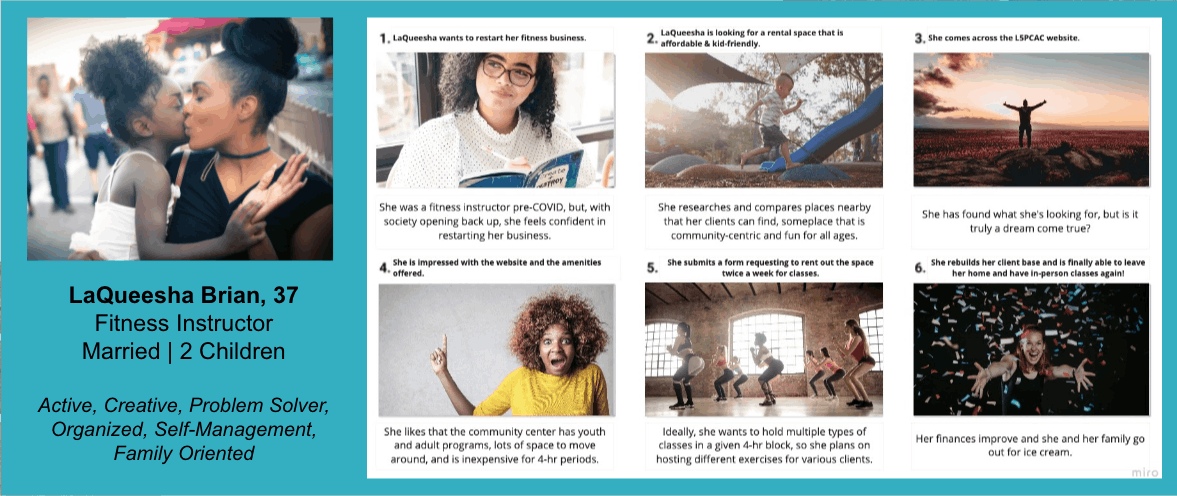 LaQueesha Brian, 37
Fitness Instructor
Married | 2 Children
Active, Creative, Problem Solver,
Organized, Self-Management,
Family Oriented
1. LaQueesha wants to restart her fitness business.
She was a fitness instructor pre-COVID, but, with
society opening back up, she feels confident in
restarting her business.
2. LaQueesha is looking for a rental space that is
affordable & kid-friendly.
She researches and compares places nearby
that her clients can find, someplace that is
community-centric and fun for all ages.
3. She comes across the LSPCAC website.
She has found what she's looking for, but is it
truly a dream come true?
4. She is impressed with the website and the amenities
offered.
She likes that the community center has youth
and adult programs, lots of space to move
around, and is inexpensive for 4-hr periods.
5. She submits a form requesting to rent out the space
twice a week for classes.
Ideally, she wants to hold multiple types of
classes in a given 4-hr block, so she plans on
hosting different exercises for various clients.
6. She rebuilds her client base and is finally able to leave
her home and have in-person classes again!
Her finances improve and she and her family go
out for ice cream.
miro